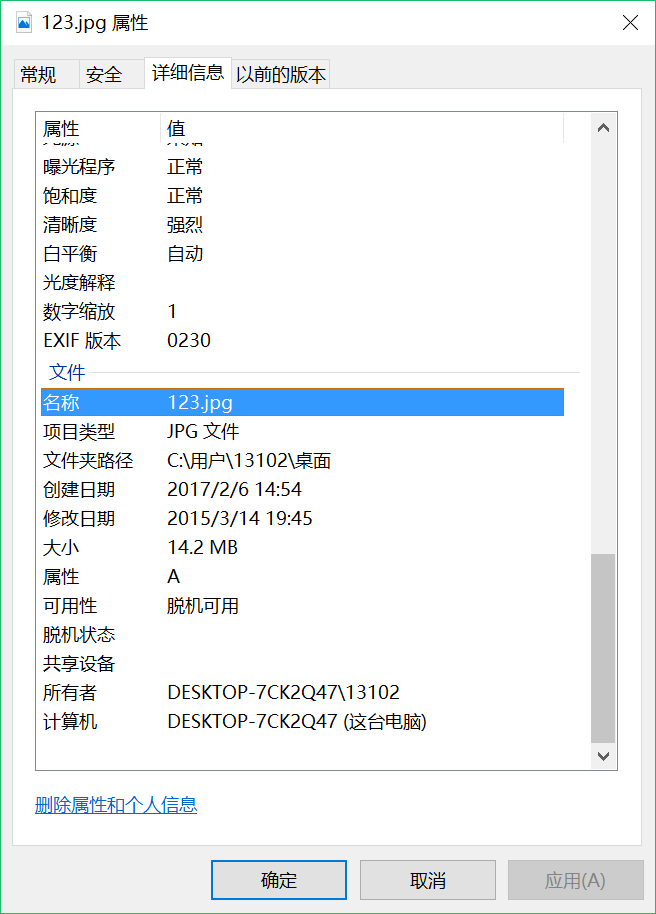 123.jpg 属性
常规 安全 详细信息 以前的版本
属性 值
曝光程序 正常
饱和度 正常
清晰度 强烈
白平衡 自动
光度解释
数字缩放 1
EXIF 版本 0230
文件
名称 123.jpg
项目类型 JPG 文件
文件夹路径 C:\用户\13102\桌面
创建日期 2017/2/6 14:54
修改日期 2015/3/14 19:45
大小 14.2 MB
属性 A
可用性 脱机可用
脱机状态
共享设备
所有者 DESKTOP-7CK2Q47\13102
计算机 DESKTOP-7CK2Q47 (这台电脑)
删除属性和个人信息
确定 取消 应用(A)